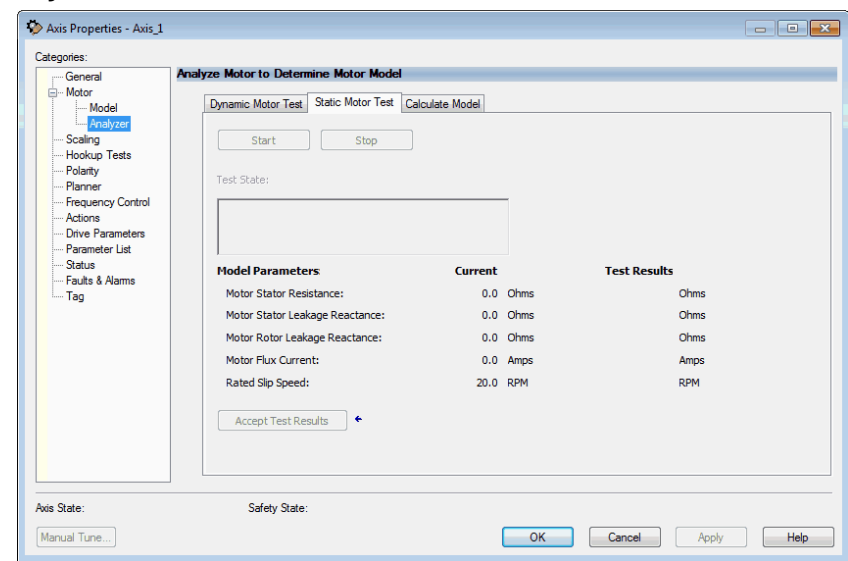 Axis Properties - Axis_1
Categories:
General
Motor
Model
Analyzer
Scaling
Hookup Tests
Polarity
Planner
Frequency Control
Actions
Drive Parameters
Parameter List
Status
Faults & Alarms
Tag
Analyze Motor to Determine Motor Model
Dynamic Motor Test Static Motor Test Calculate Model
Start Stop
Test State:
Model Parameters: Current Test Results
Motor Stator Resistance: 0.0 Ohms Ohms
Motor Stator Leakage Reactance: 0.0 Ohms Ohms
Motor Rotor Leakage Reactance: 0.0 Ohms Ohms
Motor Flux Current: 0.0 Amps Amps
Rated Slip Speed: 20.0 RPM RPM
Accept Test Results
Axis State: Safety State:
Manual Tune... OK Cancel Apply Help